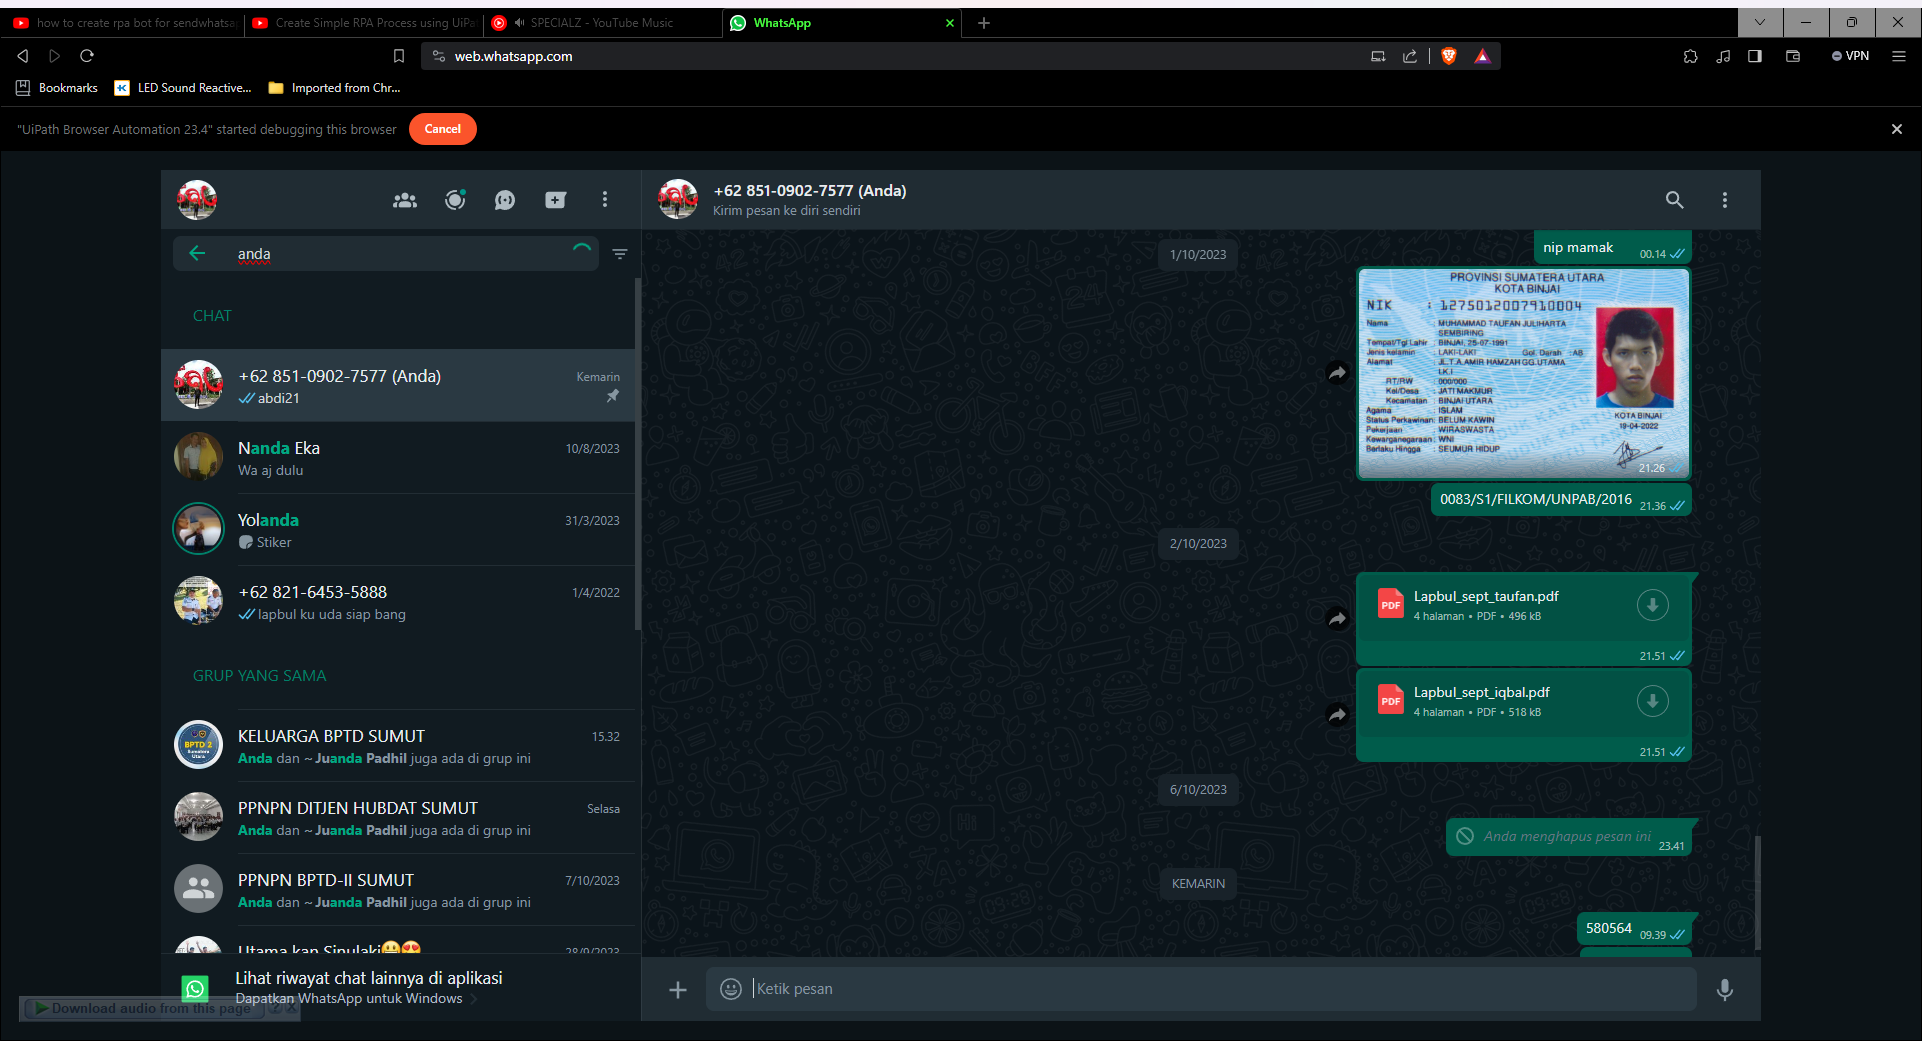 how to create rpa bot for sendwhatsa
Create Simple RPA Process using UiPa
SPECIALZ - YouTube Music
WhatsApp
web.whatsapp.com
VPN
Bookmarks
LED Sound Reactive...
Imported from Chr...
"UiPath Browser Automation 23.4" started debugging this browser
Cancel
anda
CHAT
+62 851-0902-7577 (Anda)
Kemarin
abdi21
Nanda Eka
10/8/2023
Wa aj dulu
Yolanda
31/3/2023
Stiker
+62 821-6453-5888
1/4/2022
lapbul ku uda siap bang
GRUP YANG SAMA
KELUARGA BPTD SUMUT
15.32
Anda dan ~ Juanda Padhil juga ada di grup ini
PPNPN DITJEN HUBDAT SUMUT
Selasa
Anda dan ~ Juanda Padhil juga ada di grup ini
PPNPN BPTD-II SUMUT
7/10/2023
Anda dan ~ Juanda Padhil juga ada di grup ini
Utama kan Sinulaki😃😍
28/9/2023
Lihat riwayat chat lainnya di aplikasi
Dapatkan WhatsApp untuk Windows
Download audio from this page
+62 851-0902-7577 (Anda)
Kirim pesan ke diri sendiri
1/10/2023
nip mamak
00.14
PROVINSI SUMATERA UTARA
KOTA BINJAI
NIK : 1275012007910004
Nama : MUHAMMAD TAUFAN JULIHARTA
SEMBIRING
Tempat/Tgl Lahir : BINJAI, 25-07-1991
Jenis kelamin : LAKI-LAKI Gol. Darah : AB
Alamat : JL.T.A.AMIR HAMZAH GG.UTAMA
LK.I
RT/RW : 000/000
Kel/Desa : JATI MAKMUR
Kecamatan : BINJAI UTARA
Agama : ISLAM
Status Perkawinan: BELUM KAWIN
Pekerjaan : WIRASWASTA
Kewarganegaraan : WNI
Berlaku Hingga : SEUMUR HIDUP
KOTA BINJAI
19-04-2022
21.26
0083/S1/FILKOM/UNPAB/2016
21.36
2/10/2023
PDF
Lapbul_sept_taufan.pdf
4 halaman • PDF • 496 kB
21.51
PDF
Lapbul_sept_iqbal.pdf
4 halaman • PDF • 518 kB
21.51
6/10/2023
Anda menghapus pesan ini
23.41
KEMARIN
580564
09.39
Ketik pesan